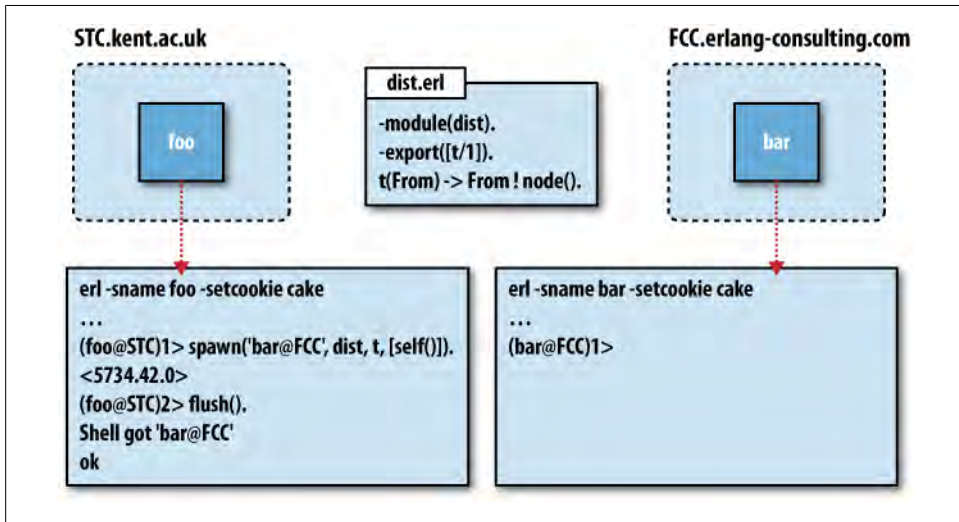 STC.kent.ac.uk
FCC.erlang-consulting.com
foo
dist.erl
-module(dist).
-export([t/1]).
t(From) -> From ! node().
bar
erl -sname foo -setcookie cake
…
(foo@STC)1> spawn('bar@FCC', dist, t, [self()]).
<5734.42.0>
(foo@STC)2> flush().
Shell got 'bar@FCC'
ok
erl -sname bar -setcookie cake
…
(bar@FCC)1>